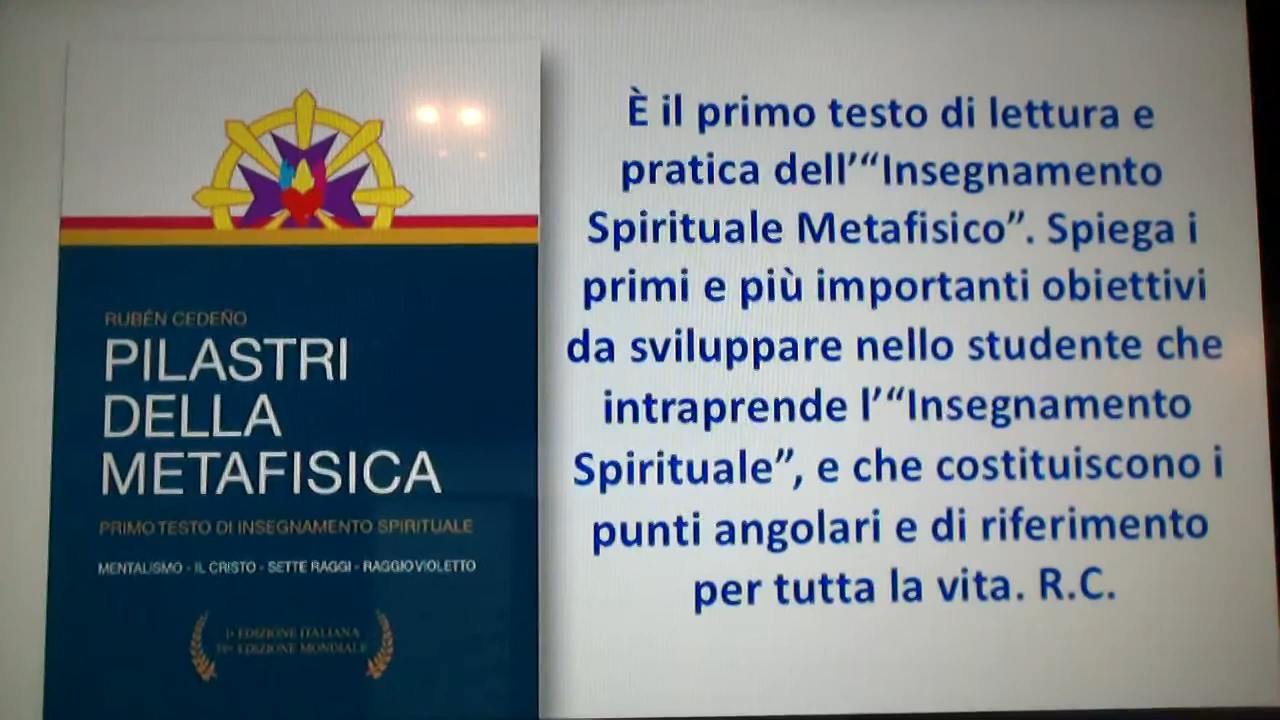 RUBÉN CEDEÑO
PILASTRI
DELLA
METAFISICA
PRIMO TESTO DI INSEGNAMENTO SPIRITUALE
MENTALISMO - IL CRISTO - SETTE RAGGI - RAGGIO VIOLETTO
EDIZIONE ITALIANA
EDIZIONE MONDIALE
È il primo testo di lettura e
pratica dell’“Insegnamento
Spirituale Metafisico”. Spiega i
primi e più importanti obiettivi
da sviluppare nello studente che
intraprende l’“Insegnamento
Spirituale”, e che costituiscono i
punti angolari e di riferimento
per tutta la vita. R.C.